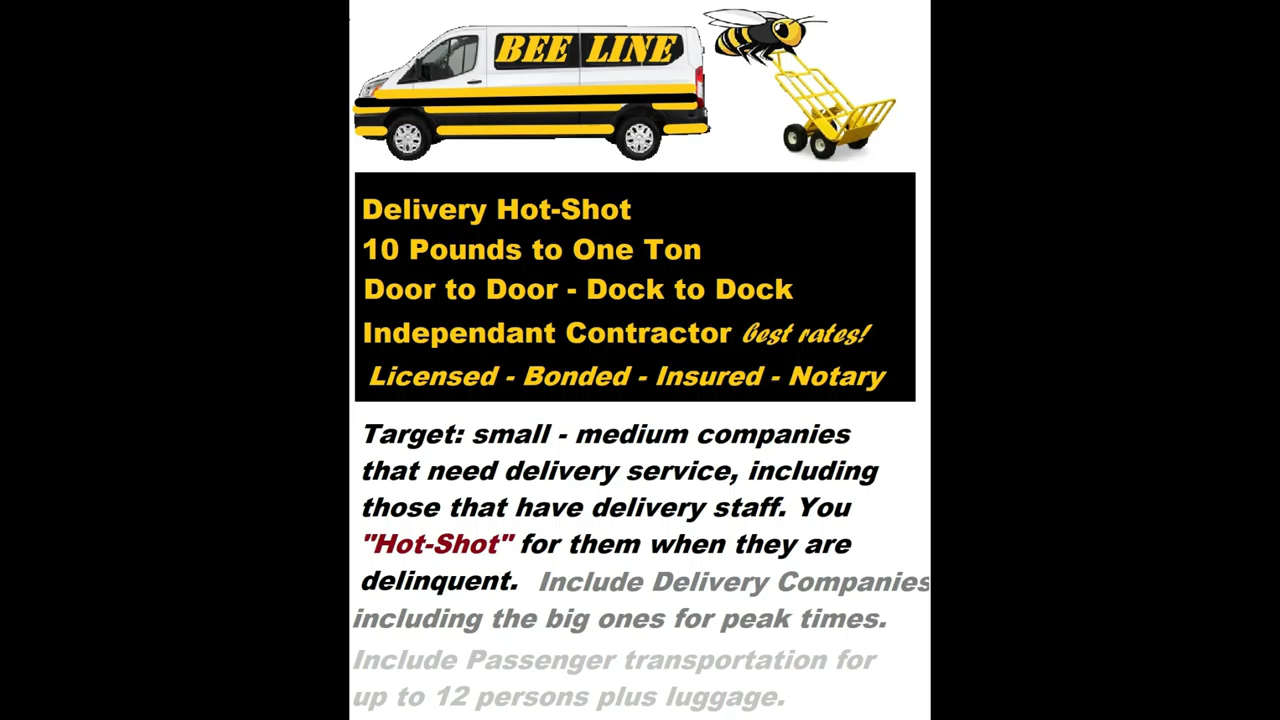 BEE LINE
Delivery Hot-Shot
10 Pounds to One Ton
Door to Door - Dock to Dock
Independant Contractor best rates!
Licensed - Bonded - Insured - Notary
Target: small - medium companies
that need delivery service, including
those that have delivery staff. You
"Hot-Shot" for them when they are
delinquent. Include Delivery Companies
including the big ones for peak times.
Include Passenger transportation for
up to 12 persons plus luggage.